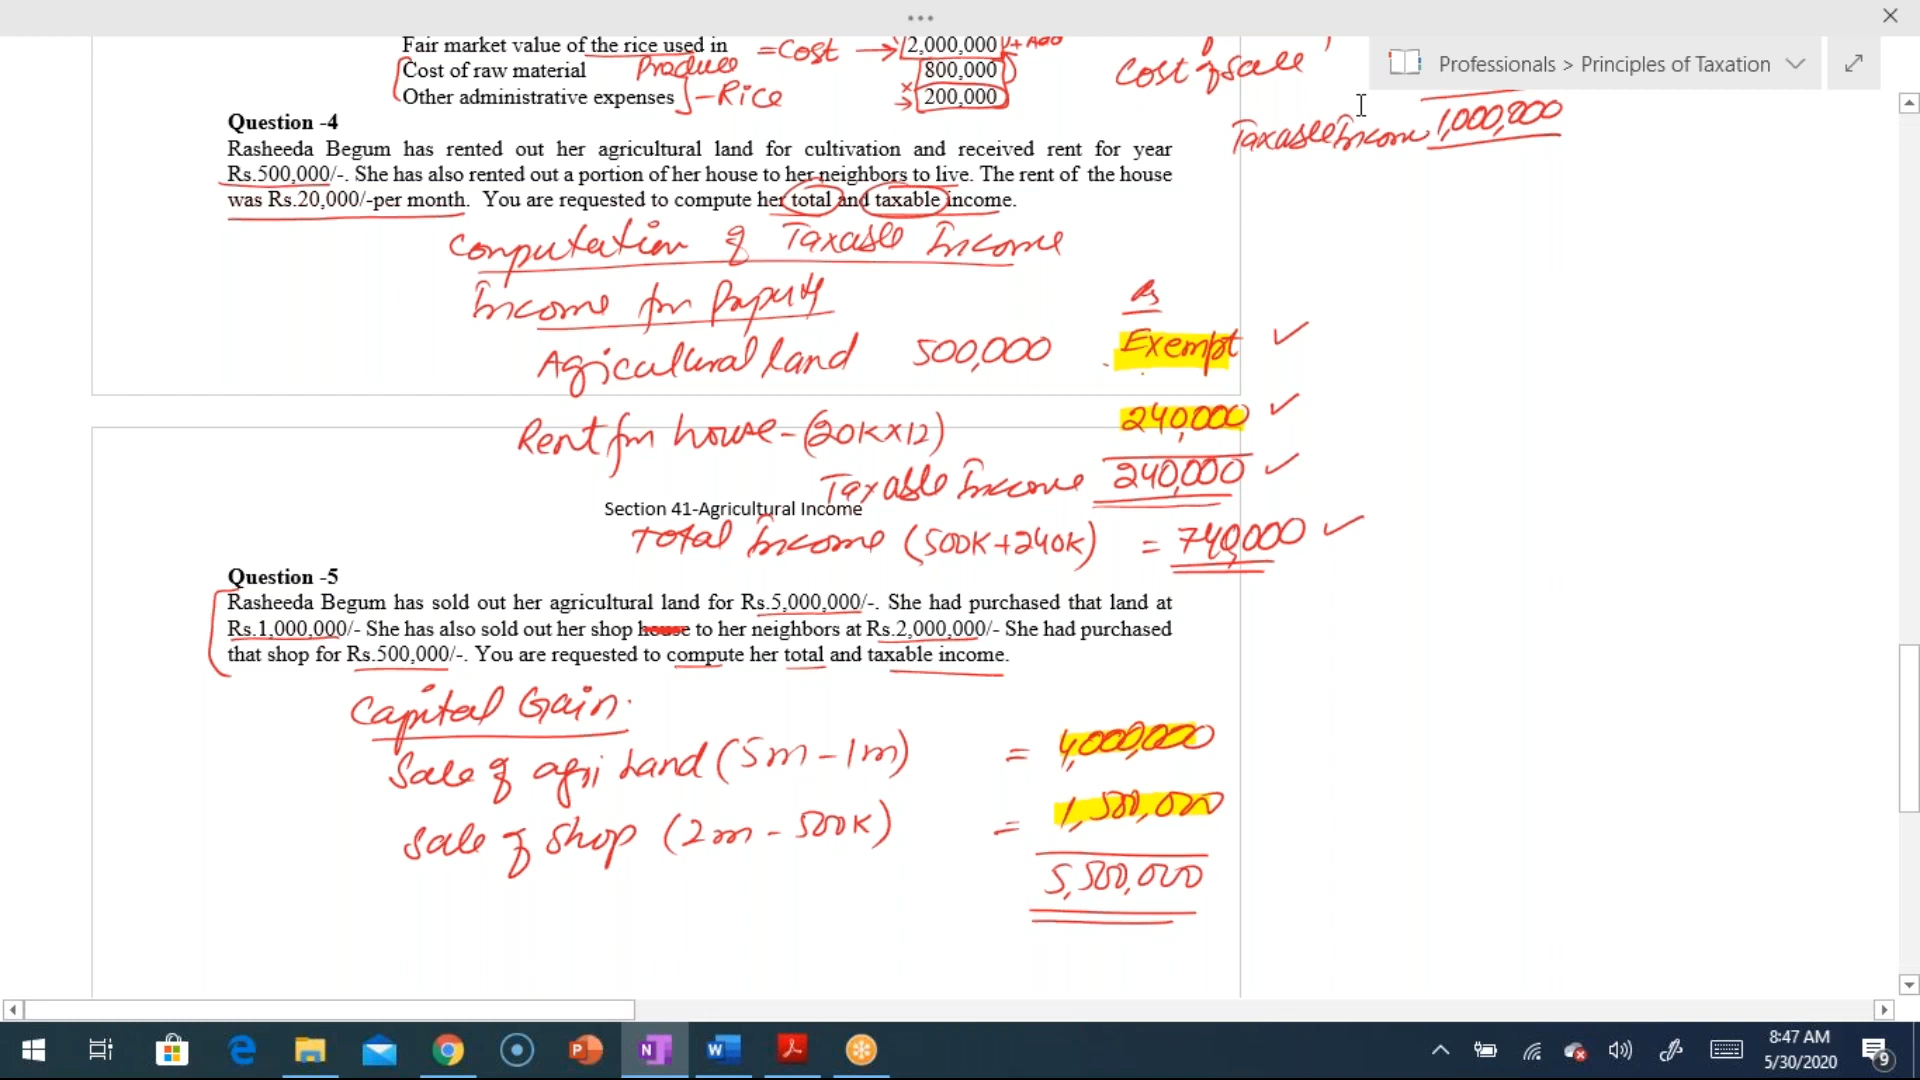 Fair market value of the rice used in =Cost → 2,000,000 + Add
Cost of raw material Produce 800,000
Other administrative expenses -Rice × → 200,000
Cost of sale
Professionals > Principles of Taxation
Taxable Income 1,000,000
Question -4
Rasheeda Begum has rented out her agricultural land for cultivation and received rent for year
Rs.500,000/-. She has also rented out a portion of her house to her neighbors to live. The rent of the house
was Rs.20,000/-per month. You are requested to compute her total and taxable income.
Computation of Taxable Income
Income for Property Rs
Agricultural land 500,000 Exempt ✓
Rent for house-(20K×12) 240,000 ✓
Taxable Income 240,000 ✓
Section 41-Agricultural Income
Total Income (500K+240K) = 740,000 ✓
Question -5
Rasheeda Begum has sold out her agricultural land for Rs.5,000,000/-. She had purchased that land at
Rs.1,000,000/- She has also sold out her shop house to her neighbors at Rs.2,000,000/- She had purchased
that shop for Rs.500,000/-. You are requested to compute her total and taxable income.
Capital Gain.
Sale of agri Land (5m-1m) = 4,000,000
Sale of Shop (2m - 500K) = 1,500,000
5,500,000
8:47 AM
5/30/2020
9